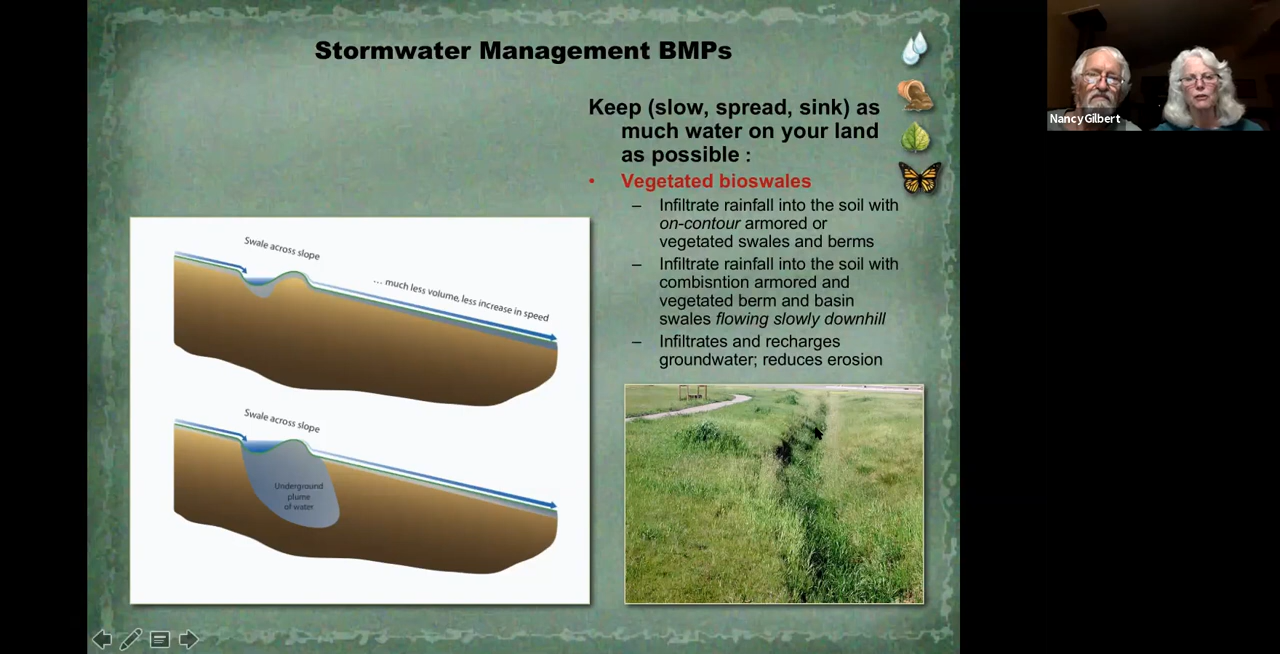 Stormwater Management BMPs
Keep (slow, spread, sink) as
much water on your land
as possible :
• Vegetated bioswales
– Infiltrate rainfall into the soil with
on-contour armored or
vegetated swales and berms
– Infiltrate rainfall into the soil with
combisntion armored and
vegetated berm and basin
swales flowing slowly downhill
– Infiltrates and recharges
groundwater; reduces erosion
Swale across slope
... much less volume, less increase in speed
Swale across slope
Underground
plume
of water
Nancy Gilbert